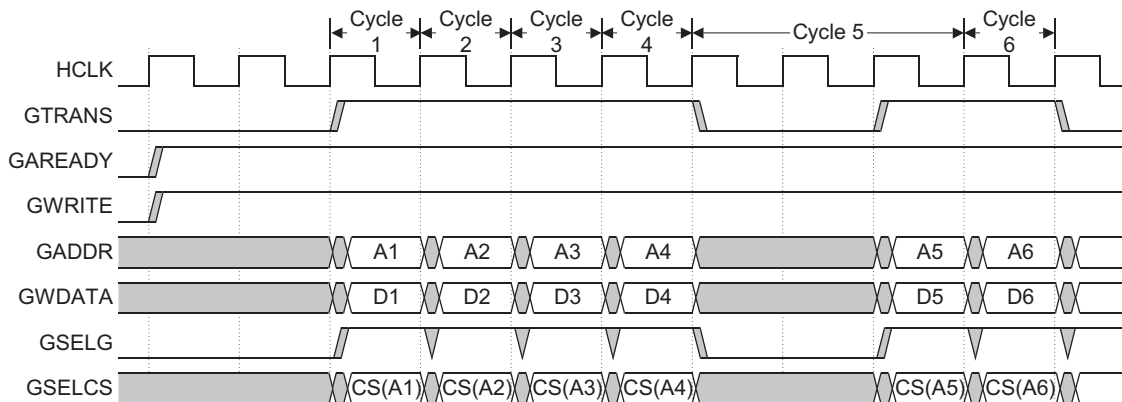 Cycle 1 Cycle 2 Cycle 3 Cycle 4 Cycle 5 Cycle 6
HCLK
GTRANS
GAREADY
GWRITE
GADDR A1 A2 A3 A4 A5 A6
GWDATA D1 D2 D3 D4 D5 D6
GSELG
GSELCS CS(A1) CS(A2) CS(A3) CS(A4) CS(A5) CS(A6)